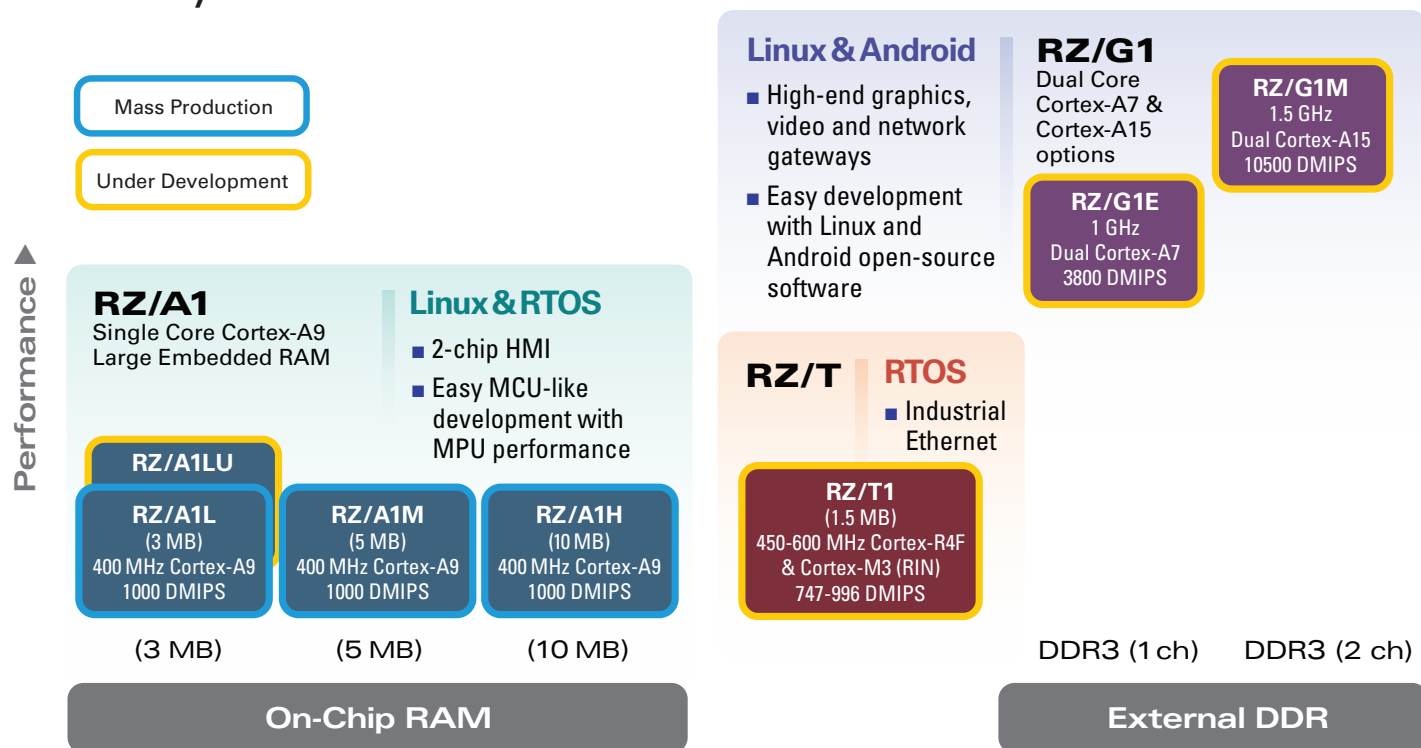 Mass Production
Under Development
Performance
RZ/A1
Single Core Cortex-A9
Large Embedded RAM
Linux & RTOS
■ 2-chip HMI
■ Easy MCU-like
development with
MPU performance
RZ/A1LU
RZ/A1L
(3 MB)
400 MHz Cortex-A9
1000 DMIPS
RZ/A1M
(5 MB)
400 MHz Cortex-A9
1000 DMIPS
RZ/A1H
(10 MB)
400 MHz Cortex-A9
1000 DMIPS
(3 MB)
(5 MB)
(10 MB)
On-Chip RAM
Linux & Android
■ High-end graphics,
video and network
gateways
■ Easy development
with Linux and
Android open-source
software
RZ/G1
Dual Core
Cortex-A7 &
Cortex-A15
options
RZ/G1M
1.5 GHz
Dual Cortex-A15
10500 DMIPS
RZ/G1E
1 GHz
Dual Cortex-A7
3800 DMIPS
RZ/T
RTOS
■ Industrial
Ethernet
RZ/T1
(1.5 MB)
450-600 MHz Cortex-R4F
& Cortex-M3 (RIN)
747-996 DMIPS
DDR3 (1 ch)
DDR3 (2 ch)
External DDR